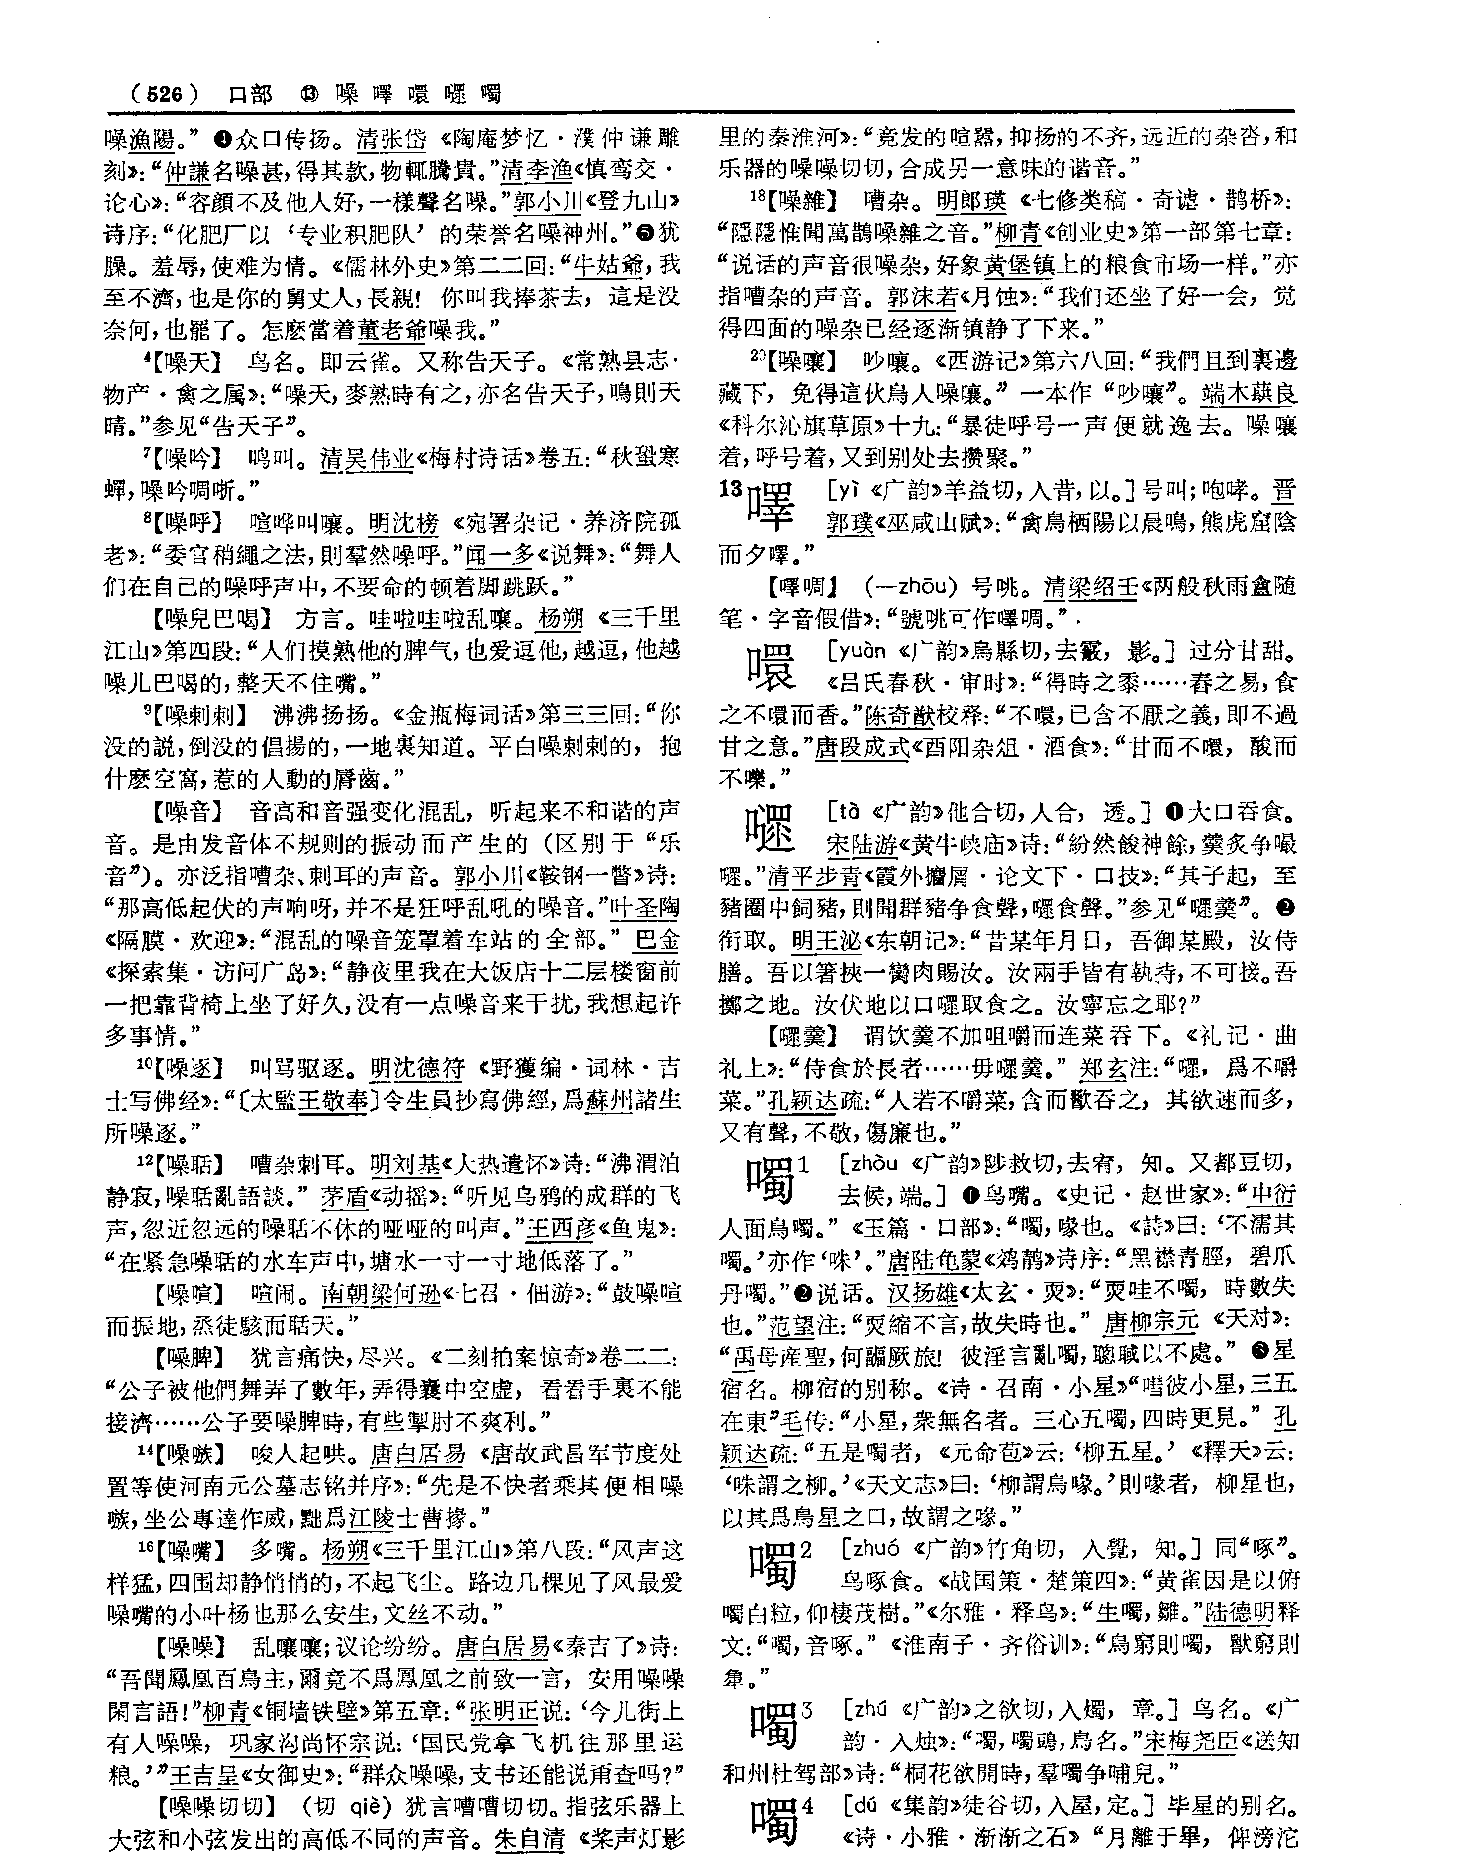 （526） 口部 ⑬ 噪 嘾 噮 㗳 噣
噪漁陽。” ❹众口传扬。清张岱《陶庵梦忆·濮仲谦雕
刻》：“仲謙名噪甚，得其款，物輒騰貴。”清李渔《慎鸾交·
论心》：“容顔不及他人好，一樣聲名噪。”郭小川《登九山》
诗序：“化肥厂以‘专业积肥队’的荣誉名噪神州。”❺犹
臊。羞辱，使难为情。《儒林外史》第二二回：“牛姑爺，我
至不濟，也是你的舅丈人，長親！你叫我捧茶去，這是没
奈何，也罷了。怎麽當着董老爺噪我。”
⁴【噪天】 鸟名。即云雀。又称告天子。《常熟县志·
物产·禽之属》：“噪天，麥熟時有之，亦名告天子，鳴則天
晴。”参见“告天子”。
⁷【噪吟】 鸣叫。清吴伟业《梅村诗话》卷五：“秋蛩寒
蟬，噪吟啁哳。”
⁸【噪呼】 喧哗叫嚷。明沈榜《宛署杂记·养济院孤
老》：“委官稍繩之法，則羣然噪呼。”闻一多《说舞》：“舞人
们在自己的噪呼声中，不要命的顿着脚跳跃。”
【噪兒巴喝】 方言。哇啦哇啦乱嚷。杨朔《三千里
江山》第四段：“人们摸熟他的脾气，也爱逗他，越逗，他越
噪儿巴喝的，整天不住嘴。”
⁹【噪剌剌】 沸沸扬扬。《金瓶梅词话》第三三回：“你
没的説，倒没的倡揚的，一地裏知道。平白噪剌剌的，抱
什麽空窩，惹的人動的脣齒。”
【噪音】 音高和音强变化混乱，听起来不和谐的声
音。是由发音体不规则的振动而产生的（区别于“乐
音”）。亦泛指嘈杂、刺耳的声音。郭小川《鞍钢一瞥》诗：
“那高低起伏的声响呀，并不是狂呼乱吼的噪音。”叶圣陶
《隔膜·欢迎》：“混乱的噪音笼罩着车站的全部。”巴金
《探索集·访问广岛》：“静夜里我在大饭店十二层楼窗前
一把靠背椅上坐了好久，没有一点噪音来干扰，我想起许
多事情。”
¹⁰【噪逐】 叫骂驱逐。明沈德符《野獲编·词林·吉
士写佛经》：“〔太監王敬奉〕令生員抄寫佛經，爲蘇州諸生
所噪逐。”
¹²【噪聒】 嘈杂刺耳。明刘基《大热遣怀》诗：“沸渭泊
静寂，噪聒亂語談。”茅盾《动摇》：“听见乌鸦的成群的飞
声，忽近忽远的噪聒不休的哑哑的叫声。”王西彦《鱼鬼》：
“在紧急噪聒的水车声中，塘水一寸一寸地低落了。”
【噪喧】 喧闹。南朝梁何逊《七召·佃游》：“鼓噪喧
而振地，烝徒駭而聒天。”
【噪脾】 犹言痛快，尽兴。《二刻拍案惊奇》卷二二：
“公子被他們舞弄了數年，弄得囊中空虚，看看手裏不能
接濟……公子要噪脾時，有些掣肘不爽利。”
¹⁴【噪嗾】 唆人起哄。唐白居易《唐故武昌军节度处
置等使河南元公墓志铭并序》：“先是不快者乘其便相噪
嗾，坐公專達作威，黜爲江陵士曹掾。”
¹⁶【噪嘴】 多嘴。杨朔《三千里江山》第八段：“风声这
样猛，四围却静悄悄的，不起飞尘。路边几棵见了风最爱
噪嘴的小叶杨也那么安生，文丝不动。”
【噪噪】 乱嚷嚷；议论纷纷。唐白居易《秦吉了》诗：
“吾聞鳳凰百鳥主，爾竟不爲鳳凰之前致一言，安用噪噪
閑言語！”柳青《铜墙铁壁》第五章：“张明正说：‘今儿街上
有人噪噪，巩家沟尚怀宗说：‘国民党拿飞机往那里运
粮。’”王吉呈《女御史》：“群众噪噪，支书还能说甭查吗？”
【噪噪切切】 （切 qiè）犹言嘈嘈切切。指弦乐器上
大弦和小弦发出的高低不同的声音。朱自清《桨声灯影
里的秦淮河》：“竟发的喧嚣，抑扬的不齐，远近的杂沓，和
乐器的噪噪切切，合成另一意味的谐音。”
¹⁸【噪雜】 嘈杂。明郎瑛《七修类稿·奇谑·鹊桥》：
“隱隱惟聞萬鵲噪雜之音。”柳青《创业史》第一部第七章：
“说话的声音很噪杂，好象黄堡镇上的粮食市场一样。”亦
指嘈杂的声音。郭沫若《月蚀》：“我们还坐了好一会，觉
得四面的噪杂已经逐渐镇静了下来。”
²⁰【噪嚷】 吵嚷。《西游记》第六八回：“我們且到裏邊
藏下，免得這伙鳥人噪嚷。”一本作“吵嚷”。端木蕻良
《科尔沁旗草原》十九：“暴徒呼号一声便就逸去。噪嚷
着，呼号着，又到别处去攒聚。”
13 嚁 [yì《广韵》羊益切，入昔，以。]号叫；咆哮。晋
郭璞《巫咸山赋》：“禽鳥栖陽以晨鳴，熊虎窟陰
而夕㘁。”
【㘁啁】 （—zhōu）号咷。清梁绍壬《两般秋雨盦随
笔·字音假借》：“號咷可作㘁啁。”
噮 [yuàn《广韵》烏縣切，去霰，影。]过分甘甜。
《吕氏春秋·审时》：“得時之黍……舂之易，食
之不噮而香。”陈奇猷校释：“不噮，已含不厭之義，即不過
甘之意。”唐段成式《酉阳杂俎·酒食》：“甘而不噮，酸而
不嚛。”
嚃 [tà《广韵》他合切，入合，透。]❶大口吞食。
宋陆游《黄牛峡庙》诗：“紛然餕神餘，羹炙争嘬
嚃。”清平步青《霞外攟屑·论文下·口技》：“其子起，至
豬圈中飼豬，則聞群豬争食聲，嚃食聲。”参见“嚃羹”。❷
衔取。明王泌《东朝记》：“昔某年月日，吾御某殿，汝侍
膳。吾以箸挾一臠肉賜汝。汝兩手皆有執持，不可接。吾
擲之地。汝伏地以口嚃取食之。汝寧忘之耶？”
【嚃羹】 谓饮羹不加咀嚼而连菜吞下。《礼记·曲
礼上》：“侍食於長者……毋嚃羹。”郑玄注：“嚃，爲不嚼
菜。”孔颖达疏：“人若不嚼菜，含而歠吞之，其欲速而多，
又有聲，不敬，傷廉也。”
噣1 [zhòu《广韵》陟救切，去宥，知。又都豆切，
去候，端。]❶鸟嘴。《史记·赵世家》：“中衍
人面鳥噣。”《玉篇·口部》：“噣，喙也。《詩》曰：‘不濡其
噣。’亦作‘咮’。”唐陆龟蒙《鸂鶒》诗序：“黑襟青脛，碧爪
丹噣。”❷说话。汉扬雄《太玄·耎》：“耎哇不噣，時數失
也。”范望注：“耎縮不言，故失時也。”唐柳宗元《天对》：
“禹母産聖，何疈厥旅！彼淫言亂噣，聰聝以不處。”❸星
宿名。柳宿的别称。《诗·召南·小星》“嘒彼小星，三五
在東”毛传：“小星，衆無名者。三心五噣，四時更見。”孔
颖达疏：“五是噣者，《元命苞》云：‘柳五星。’《釋天》云：
‘咮謂之柳。’《天文志》曰：‘柳謂鳥喙。’則喙者，柳星也，
以其爲鳥星之口，故謂之喙。”
噣2 [zhuó《广韵》竹角切，入覺，知。]同“啄”。
鸟啄食。《战国策·楚策四》：“黄雀因是以俯
噣白粒，仰棲茂樹。”《尔雅·释鸟》：“生噣，雛。”陆德明释
文：“噣，音啄。”《淮南子·齐俗训》：“鳥窮則噣，獸窮則
㚟。”
噣3 [zhú《广韵》之欲切，入燭，章。]鸟名。《广
韵·入烛》：“噣，噣鴟，鳥名。”宋梅尧臣《送知
和州杜驾部》诗：“桐花欲開時，羣噣争哺兒。”
噣4 [dú《集韵》徒谷切，入屋，定。]毕星的别名。
《诗·小雅·渐渐之石》“月離于畢，俾滂沱